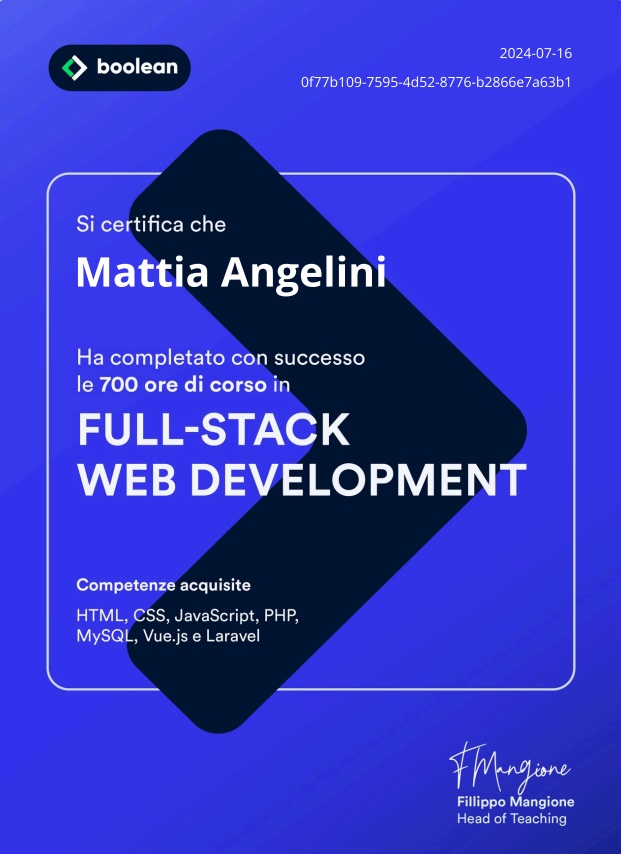 boolean
2024-07-16
0f77b109-7595-4d52-8776-b2866e7a63b1
Si certifica che
Mattia Angelini
Ha completato con successo
le 700 ore di corso in
FULL-STACK
WEB DEVELOPMENT
Competenze acquisite
HTML, CSS, JavaScript, PHP,
MySQL, Vue.js e Laravel
FMangione
Fillippo Mangione
Head of Teaching